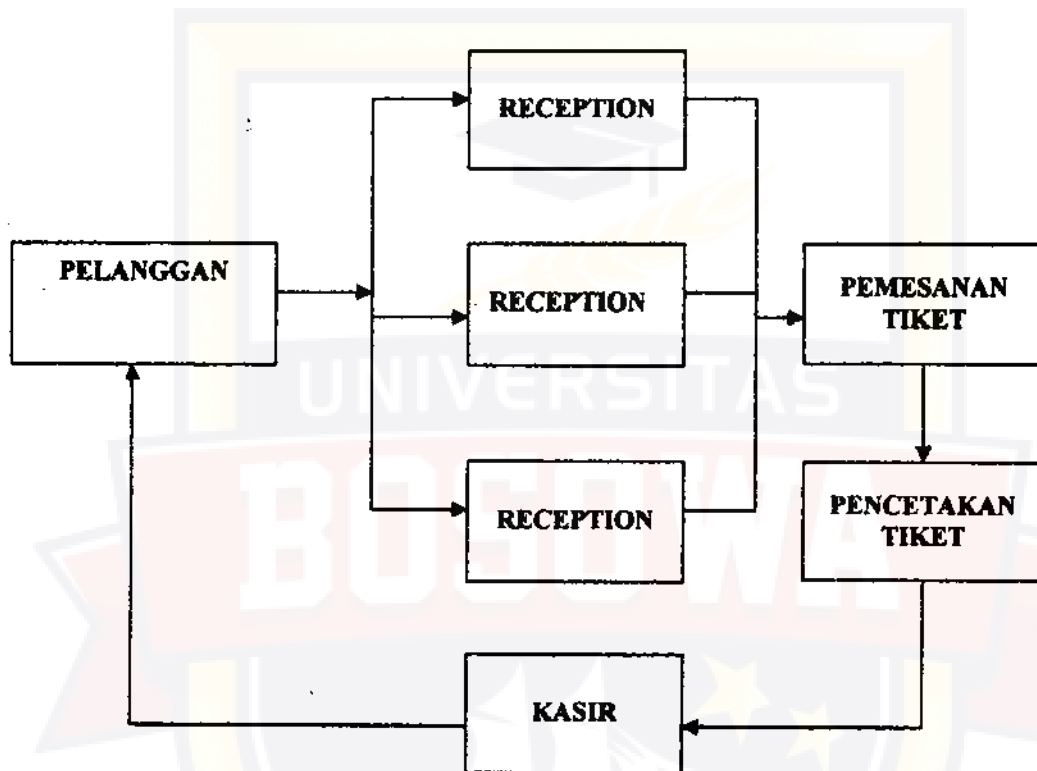 RECEPTION
PELANGGAN
RECEPTION
PEMESANAN
TIKET
RECEPTION
PENCETAKAN
TIKET
KASIR
UNIVERSITAS
BOSOWA